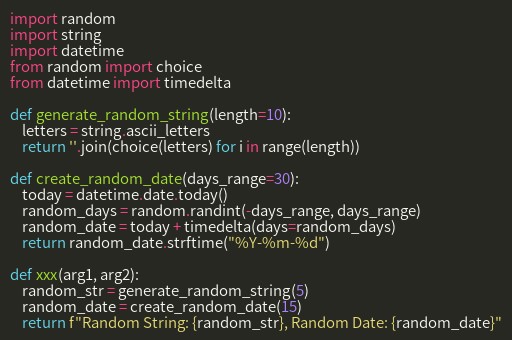 import random
import string
import datetime
from random import choice
from datetime import timedelta

def generate_random_string(length=10):
    letters = string.ascii_letters
    return ''.join(choice(letters) for i in range(length))

def create_random_date(days_range=30):
    today = datetime.date.today()
    random_days = random.randint(-days_range, days_range)
    random_date = today + timedelta(days=random_days)
    return random_date.strftime("%Y-%m-%d")

def xxx(arg1, arg2):
    random_str = generate_random_string(5)
    random_date = create_random_date(15)
    return f"Random String: {random_str}, Random Date: {random_date}"